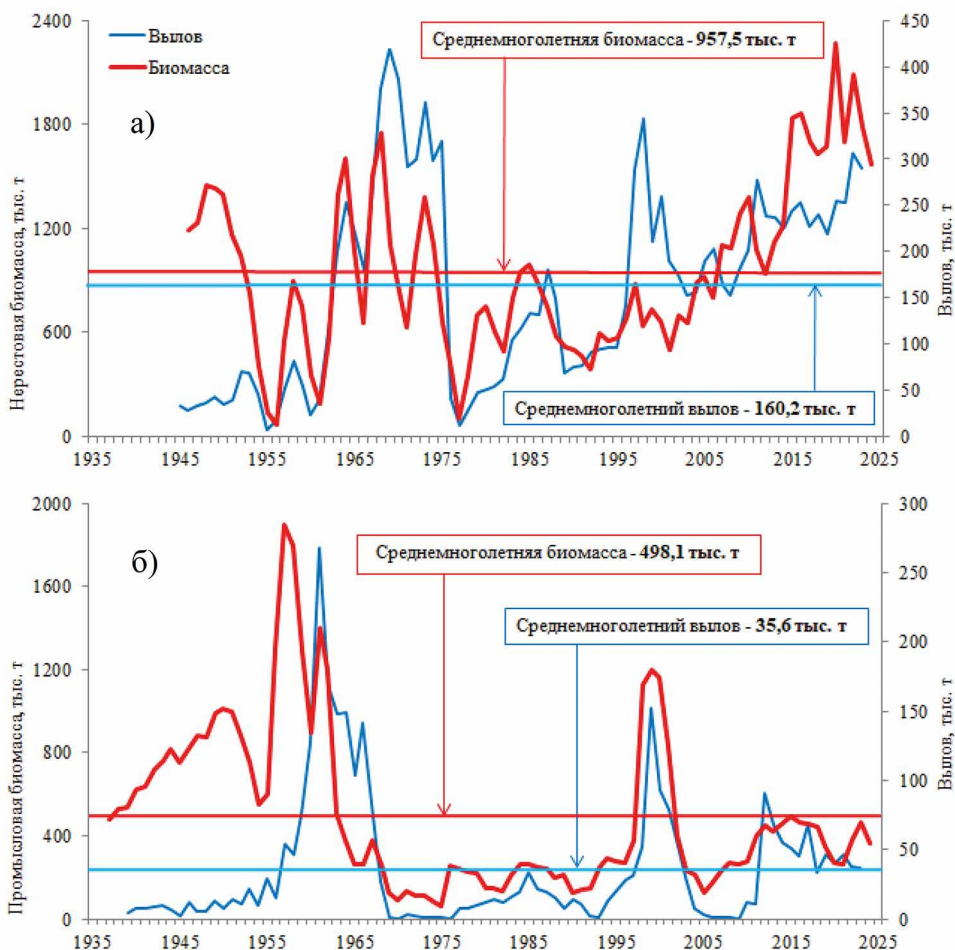 а)
Вылов
Биомасса
Среднемноголетняя биомасса - 957,5 тыс. т
Среднемноголетний вылов - 160,2 тыс. т
Нерестовая биомасса, тыс. т
Вылов, тыс. т
2400
1800
1200
600
0
450
400
350
300
250
200
150
100
50
0
1935 1945 1955 1965 1975 1985 1995 2005 2015 2025
б)
Среднемноголетняя биомасса - 498,1 тыс. т
Среднемноголетний вылов - 35,6 тыс. т
Промысловая биомасса, тыс. т
Вылов, тыс. т
2000
1600
1200
800
400
0
300
250
200
150
100
50
0
1935 1945 1955 1965 1975 1985 1995 2005 2015 2025